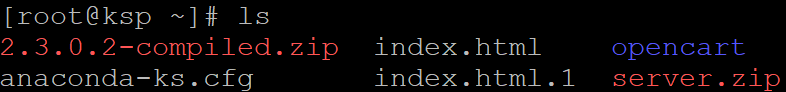 [root@ksp ~]# ls
2.3.0.2-compiled.zip index.html opencart
anaconda-ks.cfg index.html.1 server.zip